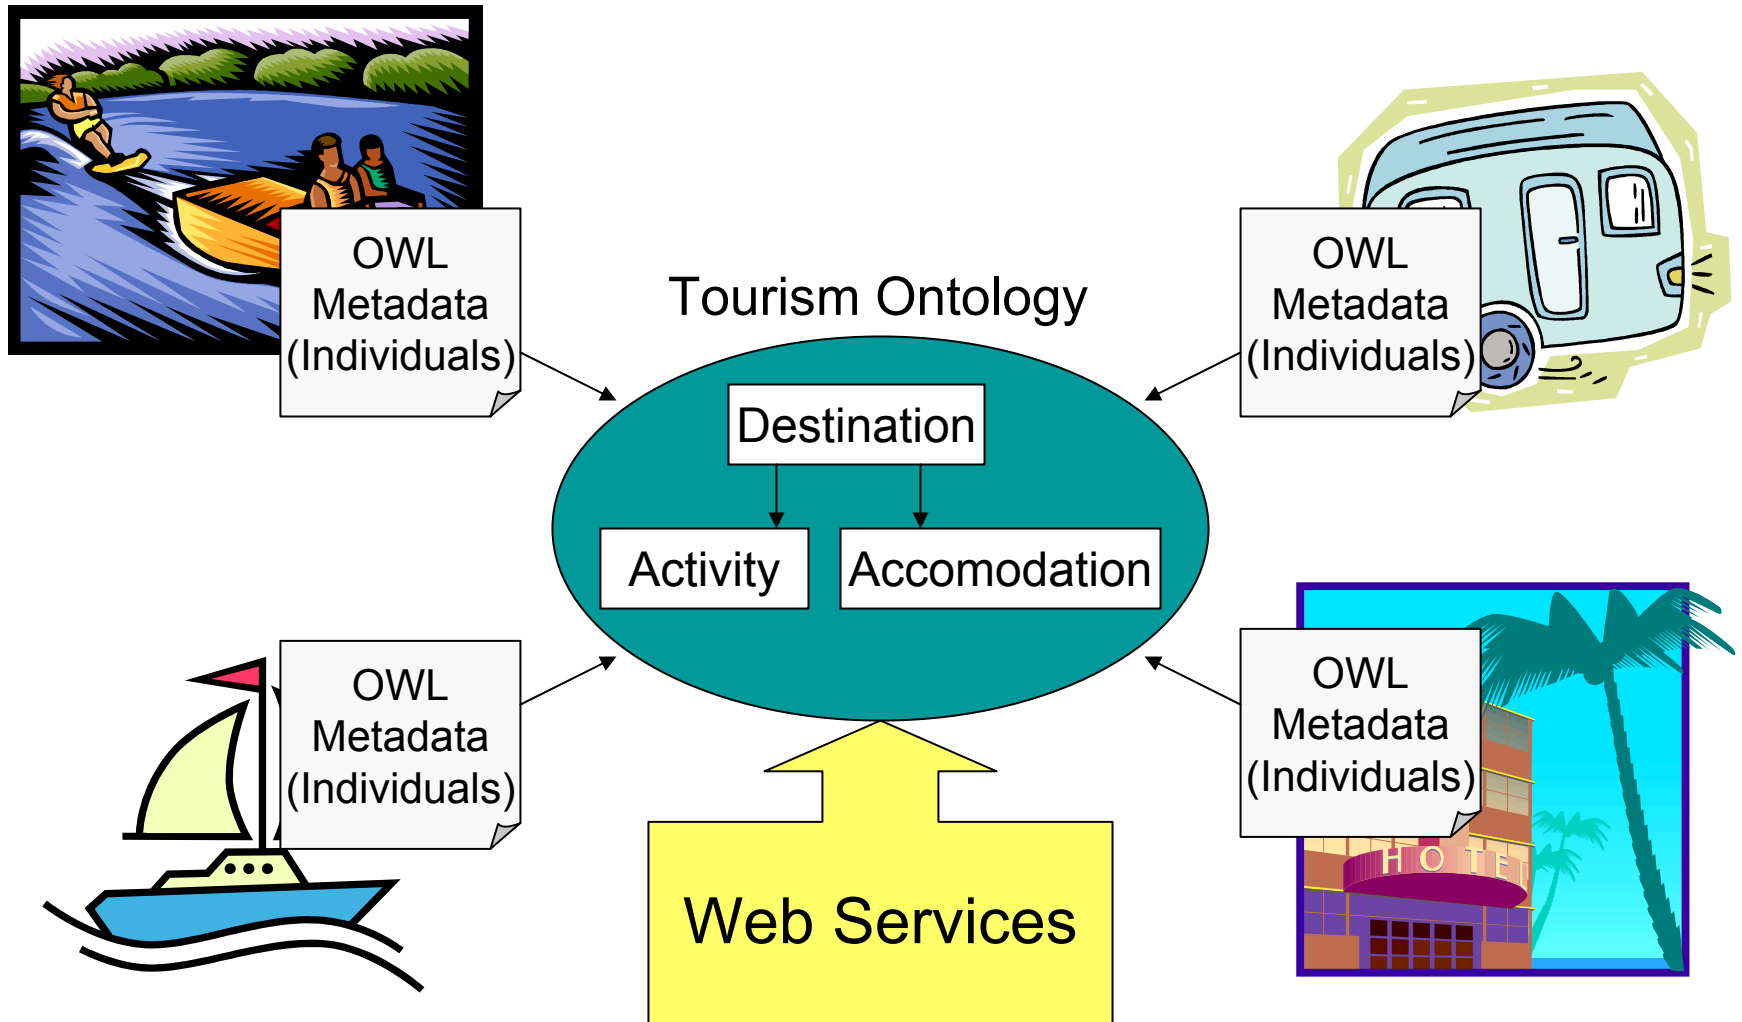 OWL
Metadata
(Individuals)
OWL
Metadata
(Individuals)
Tourism Ontology
Destination
Activity
Accomodation
OWL
Metadata
(Individuals)
OWL
Metadata
(Individuals)
HOTEL
Web Services